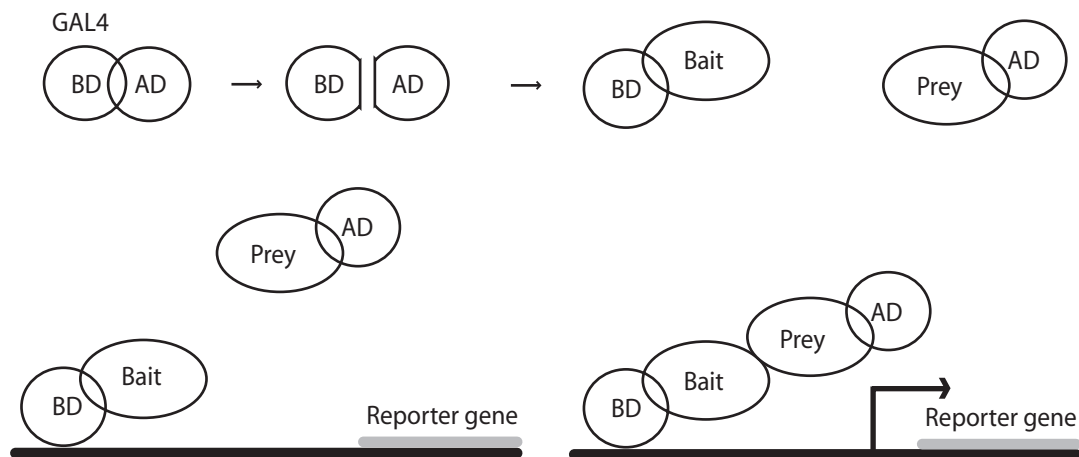 GAL4
BD AD
BD AD
BD Bait
Prey AD
Prey AD
BD Bait
Reporter gene
BD Bait Prey AD
Reporter gene